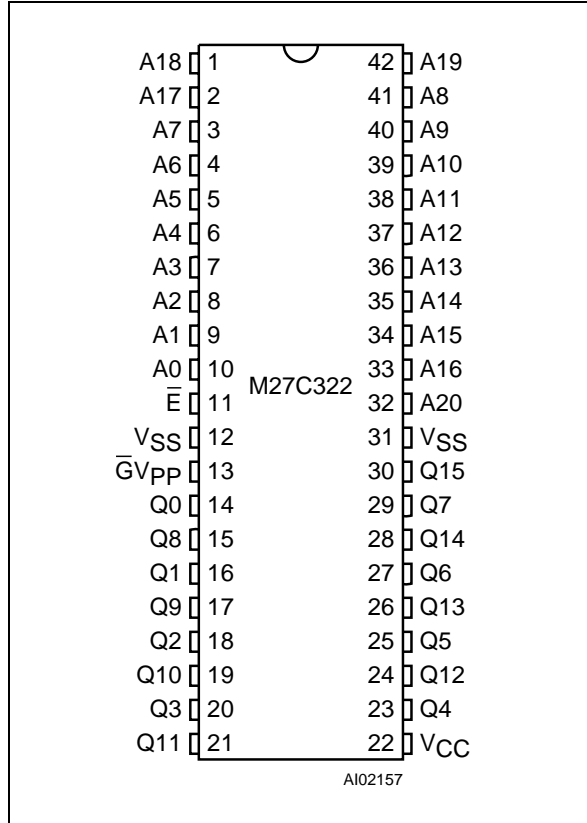 A18 1 42 A19
A17 2 41 A8
A7 3 40 A9
A6 4 39 A10
A5 5 38 A11
A4 6 37 A12
A3 7 36 A13
A2 8 35 A14
A1 9 34 A15
A0 10 33 A16
M27C322
E̅ 11 32 A20
VSS 12 31 VSS
G̅VPP 13 30 Q15
Q0 14 29 Q7
Q8 15 28 Q14
Q1 16 27 Q6
Q9 17 26 Q13
Q2 18 25 Q5
Q10 19 24 Q12
Q3 20 23 Q4
Q11 21 22 VCC
AI02157